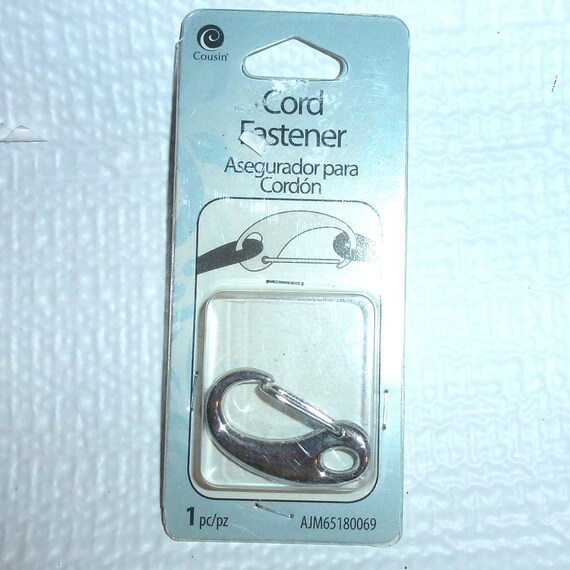 Cousin®
Cord
Fastener
Asegurador para
Cordón
1 pc/pz
AJM65180069